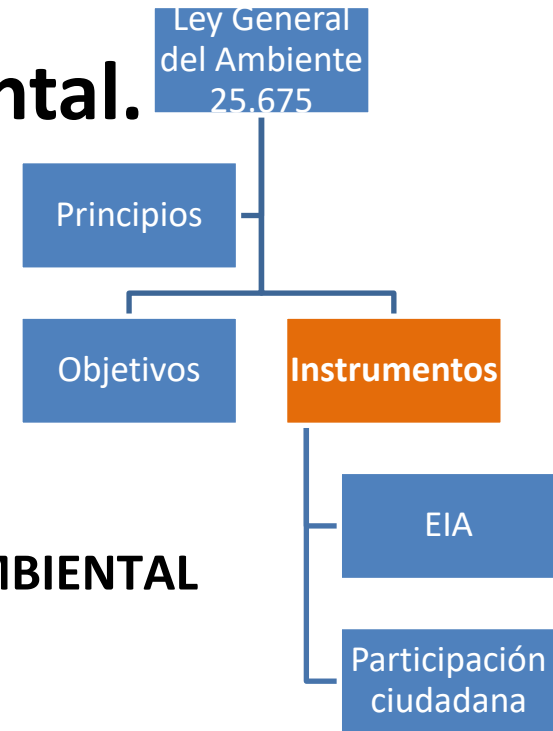 Ley General
del Ambiente
25.675
ntal.
Principios
Objetivos
Instrumentos
EIA
MBIENTAL
Participación
ciudadana